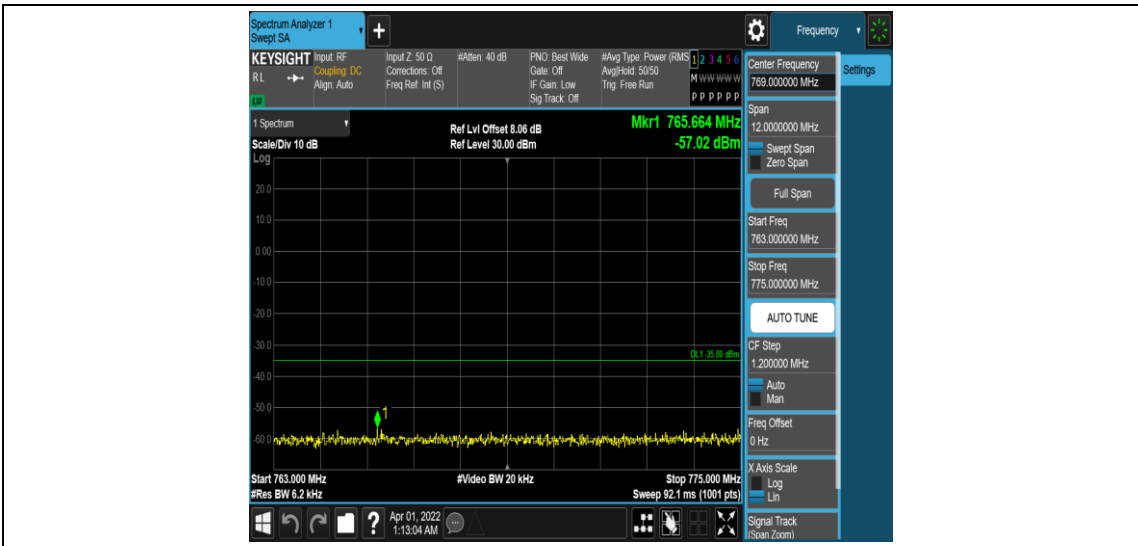 Spectrum Analyzer 1
Swept SA
+
Frequency
KEYSIGHT
RL
LXI
Input: RF
Coupling: DC
Align: Auto
Input Z: 50 Ω
Corrections: Off
Freq Ref: Int (S)
#Atten: 40 dB
PNO: Best Wide
Gate: Off
IF Gain: Low
Sig Track: Off
#Avg Type: Power (RMS
Avg|Hold: 50/50
Trig: Free Run
1 2 3 4 5 6
M W W W W W
P P P P P P
1 Spectrum
Scale/Div 10 dB
Log
Ref Lvl Offset 8.06 dB
Ref Level 30.00 dBm
Mkr1 765.664 MHz
-57.02 dBm
20.0
10.0
0.00
-10.0
-20.0
-30.0
DL1 -35.00 dBm
-40.0
-50.0
1
-60.0
Start 763.000 MHz
#Res BW 6.2 kHz
#Video BW 20 kHz
Stop 775.000 MHz
Sweep 92.1 ms (1001 pts)
?
Apr 01, 2022
1:13:04 AM
Center Frequency
769.000000 MHz
Settings
Span
12.0000000 MHz
Swept Span
Zero Span
Full Span
Start Freq
763.000000 MHz
Stop Freq
775.000000 MHz
AUTO TUNE
CF Step
1.200000 MHz
Auto
Man
Freq Offset
0 Hz
X Axis Scale
Log
Lin
Signal Track
(Span Zoom)